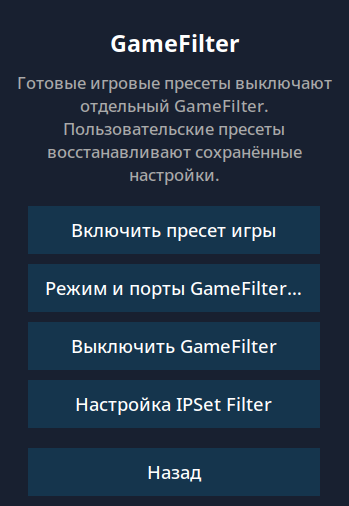 GameFilter
Готовые игровые пресеты выключают
отдельный GameFilter.
Пользовательские пресеты
восстанавливают сохранённые
настройки.
Включить пресет игры
Режим и порты GameFilter...
Выключить GameFilter
Настройка IPSet Filter
Назад